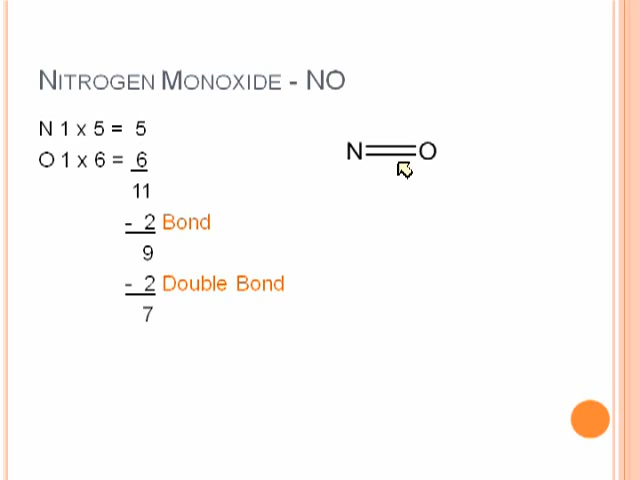 NITROGEN MONOXIDE - NO
N 1 x 5 = 5
O 1 x 6 = 6
11
- 2 Bond
9
- 2 Double Bond
7
N O